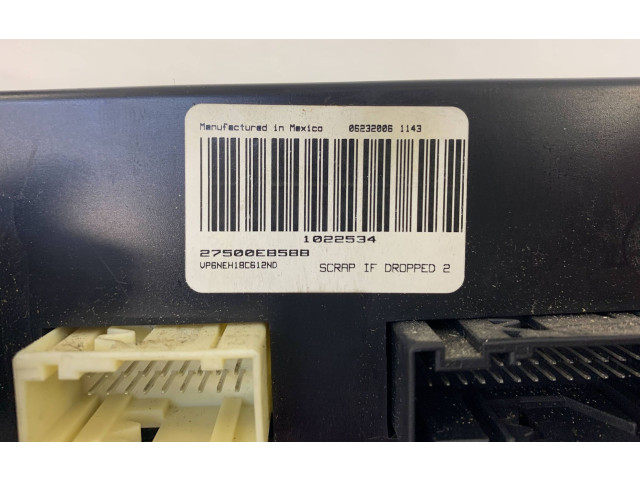 Manufactured in Mexico 06232006 1143
1022534
27500EB58B
VP6NEH18C612ND
SCRAP IF DROPPED 2